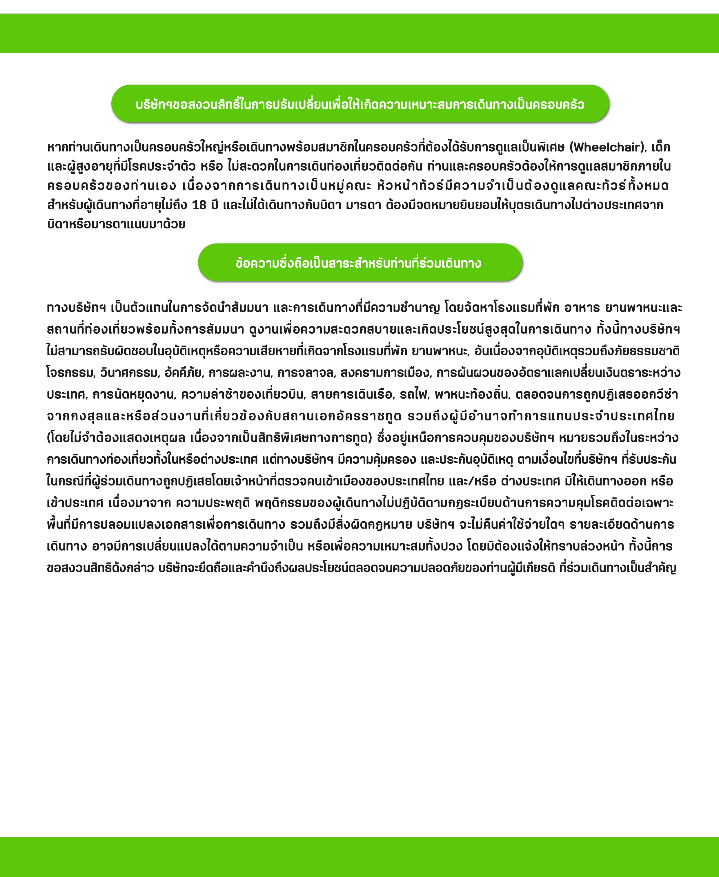 บริษัทฯขอสงวนสิทธิ์ในการปรับเปลี่ยนเพื่อให้เกิดความเหมาะสมการเดินทางเป็นครอบครัว
หากท่านเดินทางเป็นครอบครัวใหญ่หรือเดินทางพร้อมสมาชิกในครอบครัวที่ต้องได้รับการดูแลเป็นพิเศษ (Wheelchair), เด็ก
และผู้สูงอายุที่มีโรคประจำตัว หรือ ไม่สะดวกในการเดินท่องเที่ยวติดต่อกัน ท่านและครอบครัวต้องให้การดูแลสมาชิกภายใน
ครอบครัวของท่านเอง เนื่องจากการเดินทางเป็นหมู่คณะ หัวหน้าทัวร์มีความจำเป็นต้องดูแลคณะทัวร์ทั้งหมด
สำหรับผู้เดินทางที่อายุไม่ถึง 18 ปี และไม่ได้เดินทางกับบิดา มารดา ต้องมีจดหมายยินยอมให้บุตรเดินทางไปต่างประเทศจาก
บิดาหรือมารดาแนบมาด้วย
ข้อความซึ่งถือเป็นสาระสำหรับท่านที่ร่วมเดินทาง
ทางบริษัทฯ เป็นตัวแทนในการจัดนำสัมมนา และการเดินทางที่มีความชำนาญ โดยจัดหาโรงแรมที่พัก อาหาร ยานพาหนะและ
สถานที่ท่องเที่ยวพร้อมทั้งการสัมมนา ดูงานเพื่อความสะดวกสบายและเกิดประโยชน์สูงสุดในการเดินทาง ทั้งนี้ทางบริษัทฯ
ไม่สามารถรับผิดชอบในอุบัติเหตุหรือความเสียหายที่เกิดจากโรงแรมที่พัก ยานพาหนะ, อันเนื่องจากอุบัติเหตุรวมถึงภัยธรรมชาติ
โจรกรรม, วินาศกรรม, อัคคีภัย, การผละงาน, การจลาจล, สงครามการเมือง, การผันผวนของอัตราแลกเปลี่ยนเงินตราระหว่าง
ประเทศ, การนัดหยุดงาน, ความล่าช้าของเที่ยวบิน, สายการเดินเรือ, รถไฟ, พาหนะท้องถิ่น, ตลอดจนการถูกปฏิเสธออกวีซ่า
จากกงสุลและหรือส่วนงานที่เกี่ยวข้องกับสถานเอกอัครราชทูต รวมถึงผู้มีอำนาจทำการแทนประจำประเทศไทย
(โดยไม่จำต้องแสดงเหตุผล เนื่องจากเป็นสิทธิพิเศษทางการทูต) ซึ่งอยู่เหนือการควบคุมของบริษัทฯ หมายรวมถึงในระหว่าง
การเดินทางท่องเที่ยวทั้งในหรือต่างประเทศ แต่ทางบริษัทฯ มีความคุ้มครอง และประกันอุบัติเหตุ ตามเงื่อนไขที่บริษัทฯ ที่รับประกัน
ในกรณีที่ผู้ร่วมเดินทางถูกปฏิเสธโดยเจ้าหน้าที่ตรวจคนเข้าเมืองของประเทศไทย และ/หรือ ต่างประเทศ มิให้เดินทางออก หรือ
เข้าประเทศ เนื่องมาจาก ความประพฤติ พฤติกรรมของผู้เดินทางไม่ปฏิบัติตามกฎระเบียบด้านการควบคุมโรคติดต่อเฉพาะ
พื้นที่มีการปลอมแปลงเอกสารเพื่อการเดินทาง รวมถึงมีสิ่งผิดกฎหมาย บริษัทฯ จะไม่คืนค่าใช้จ่ายใดๆ รายละเอียดด้านการ
เดินทาง อาจมีการเปลี่ยนแปลงได้ตามความจำเป็น หรือเพื่อความเหมาะสมทั้งปวง โดยมิต้องแจ้งให้ทราบล่วงหน้า ทั้งนี้การ
ขอสงวนสิทธิดังกล่าว บริษัทจะยึดถือและคำนึงถึงผลประโยชน์ตลอดจนความปลอดภัยของท่านผู้มีเกียรติ ที่ร่วมเดินทางเป็นสำคัญ